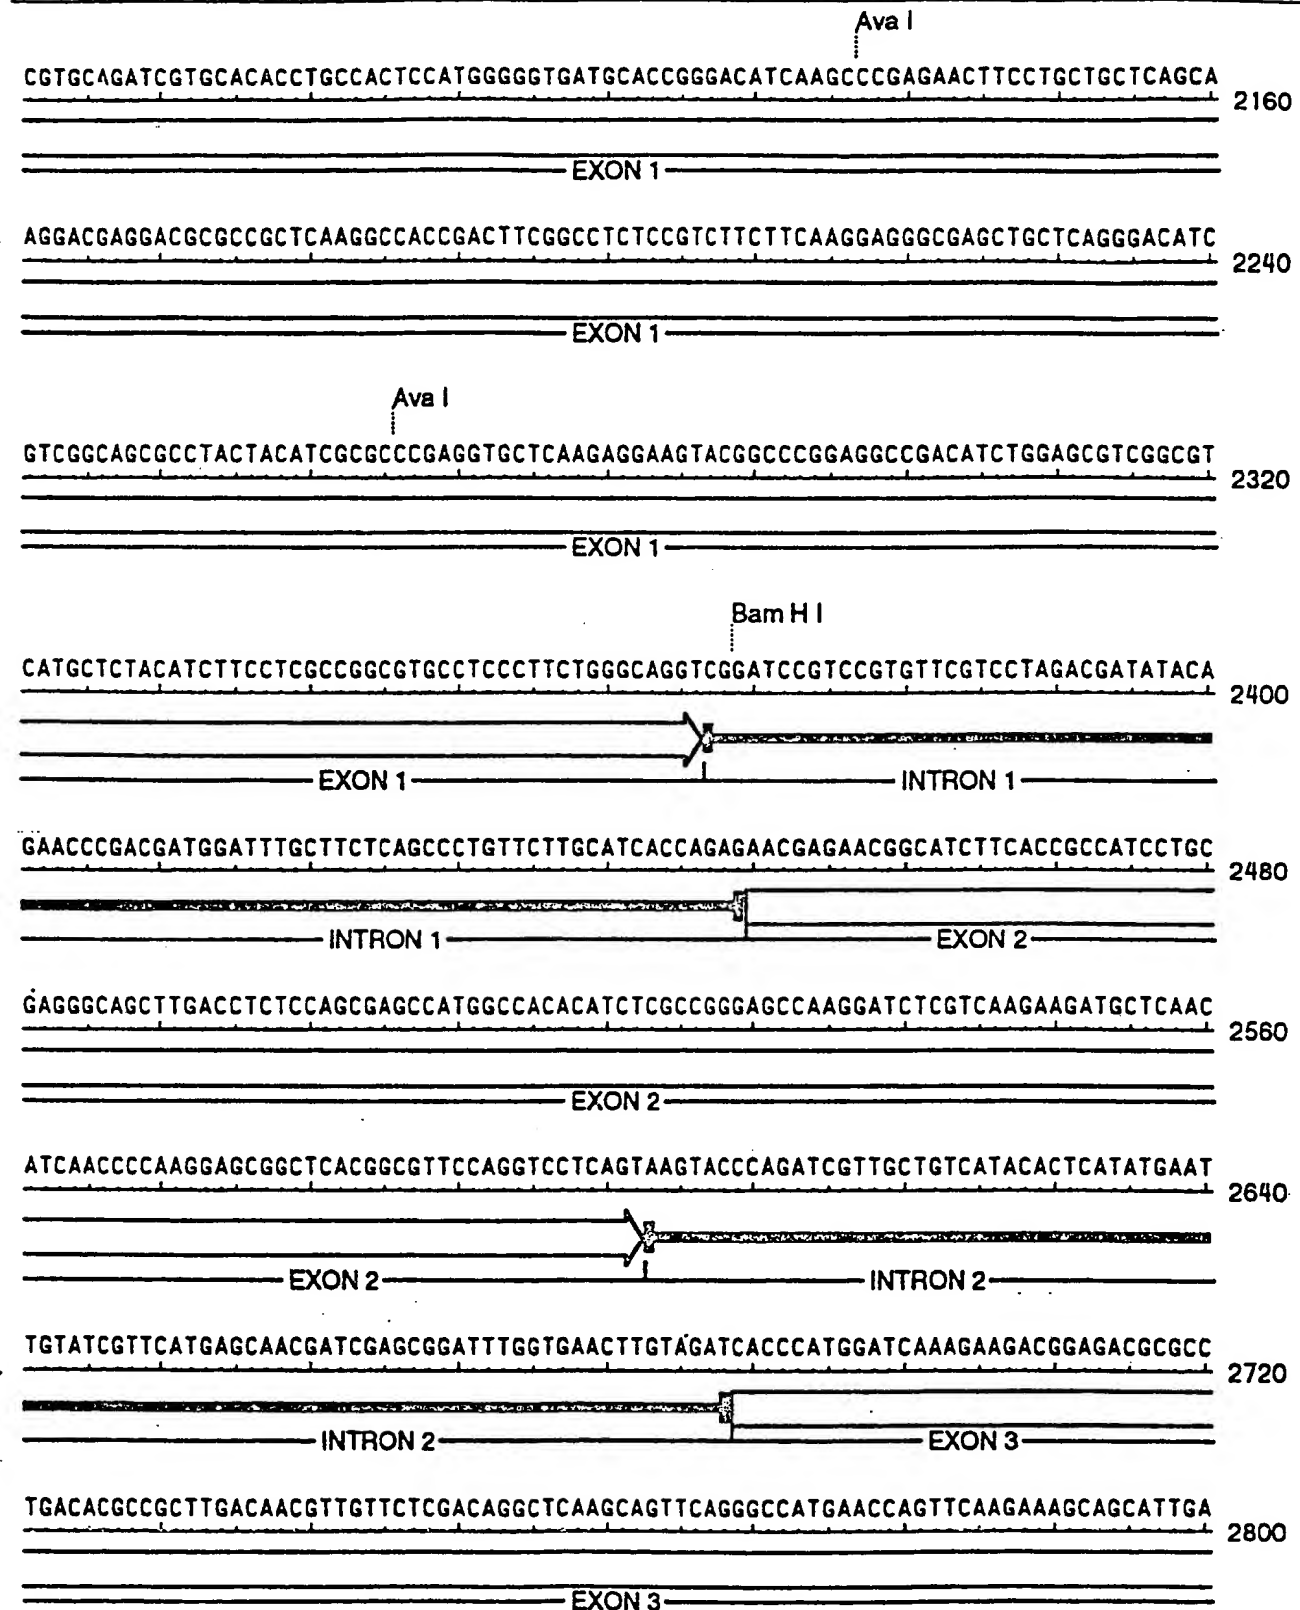 Ava I
CGTGCAGATCGTGCACACCTGCCACTCCATGGGGGTGATGCACCGGGACATCAAGCCCGAGAACTTCCTGCTGCTCAGCA
2160
EXON 1
AGGACGAGGACGCGCCGCTCAAGGCCACCGACTTCGGCCTCTCCGTCTTCTTCAAGGAGGGCGAGCTGCTCAGGGACATC
2240
EXON 1
Ava I
GTCGGCAGCGCCTACTACATCGCGCCCGAGGTGCTCAAGAGGAAGTACGGCCCGGAGGCCGACATCTGGAGCGTCGGCGT
2320
EXON 1
Bam H I
CATGCTCTACATCTTCCTCGCCGGCGTGCCTCCCTTCTGGGCAGGTCGGATCCGTCCGTGTTCGTCCTAGACGATATACA
2400
EXON 1 INTRON 1
GAACCCGACGATGGATTTGCTTCTCAGCCCTGTTCTTGCATCACCAGAGAACGAGAACGGCATCTTCACCGCCATCCTGC
2480
INTRON 1 EXON 2
GAGGGCAGCTTGACCTCTCCAGCGAGCCATGGCCACACATCTCGCCGGGAGCCAAGGATCTCGTCAAGAAGATGCTCAAC
2560
EXON 2
ATCAACCCCAAGGAGCGGCTCACGGCGTTCCAGGTCCTCAGTAAGTACCCAGATCGTTGCTGTCATACACTCATATGAAT
2640
EXON 2 INTRON 2
TGTATCGTTCATGAGCAACGATCGAGCGGATTTGGTGAACTTGTAGATCACCCATGGATCAAAGAAGACGGAGACGCGCC
2720
INTRON 2 EXON 3
TGACACGCCGCTTGACAACGTTGTTCTCGACAGGCTCAAGCAGTTCAGGGCCATGAACCAGTTCAAGAAAGCAGCATTGA
2800
EXON 3